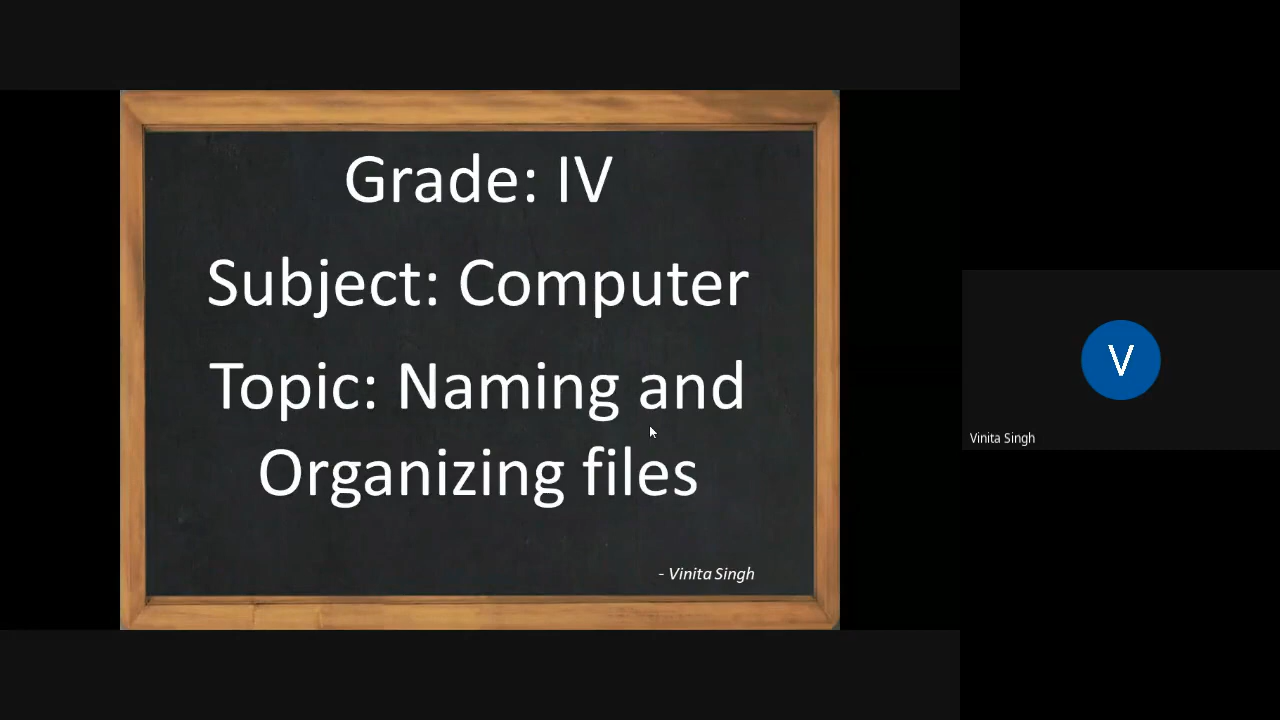 Grade: IV
Subject: Computer
Topic: Naming and
Organizing files
- Vinita Singh
V
Vinita Singh